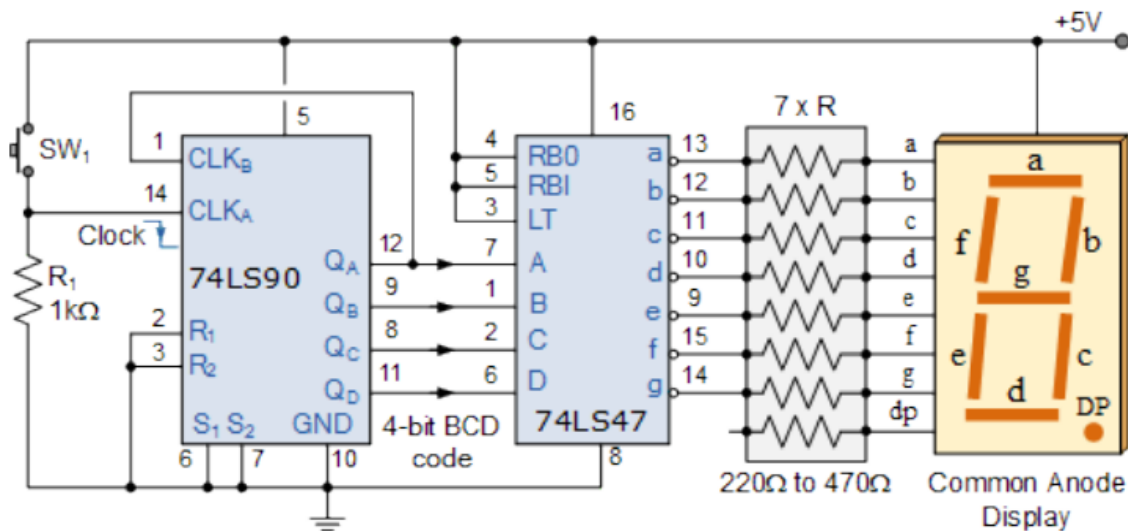 +5V
SW1
R1
1kΩ
Clock
1
14
2
3
5
CLKB
CLKA
74LS90
QA
QB
QC
QD
R1
R2
S1 S2 GND
6
7
10
12
9
8
11
4-bit BCD
code
4
5
3
7
1
2
6
16
RB0
RBI
LT
A
B
C
D
a
b
c
d
e
f
g
74LS47
8
13
12
11
10
9
15
14
7 x R
220Ω to 470Ω
a
b
c
d
e
f
g
dp
a
f
b
g
e
c
d
DP
Common Anode
Display